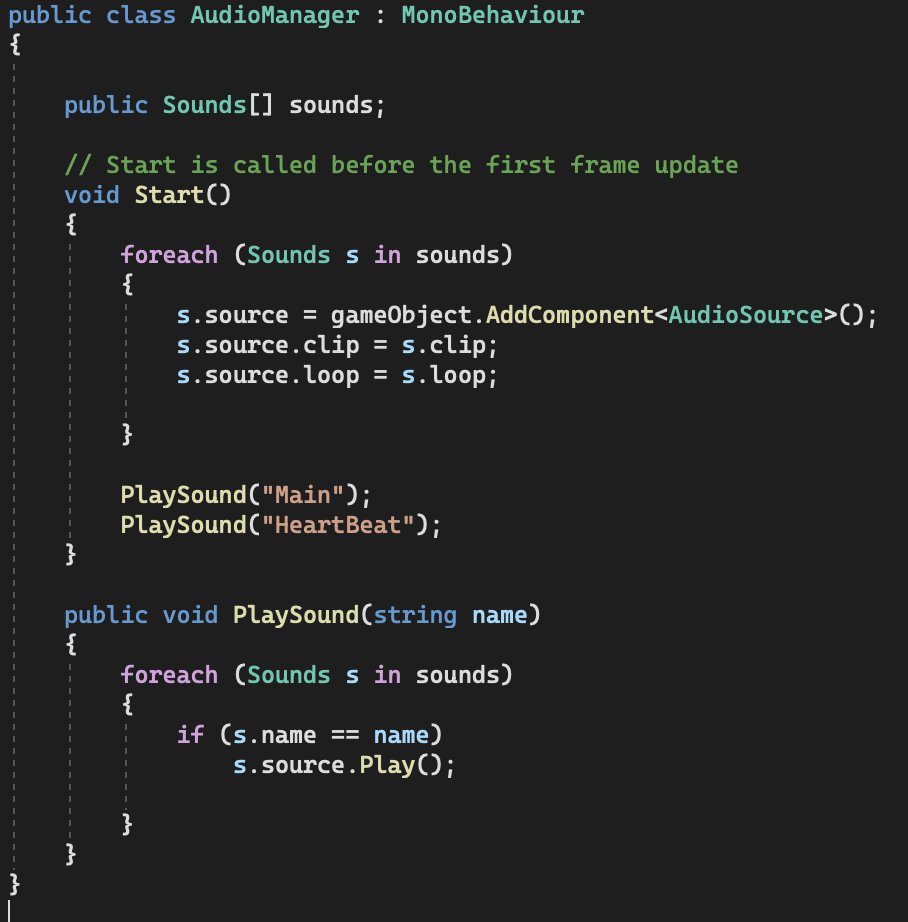 public class AudioManager : MonoBehaviour
{
    public Sounds[] sounds;
    // Start is called before the first frame update
    void Start()
    {
        foreach (Sounds s in sounds)
        {
            s.source = gameObject.AddComponent<AudioSource>();
            s.source.clip = s.clip;
            s.source.loop = s.loop;
        }
        PlaySound("Main");
        PlaySound("HeartBeat");
    }
    public void PlaySound(string name)
    {
        foreach (Sounds s in sounds)
        {
            if (s.name == name)
                s.source.Play();
        }
    }
}